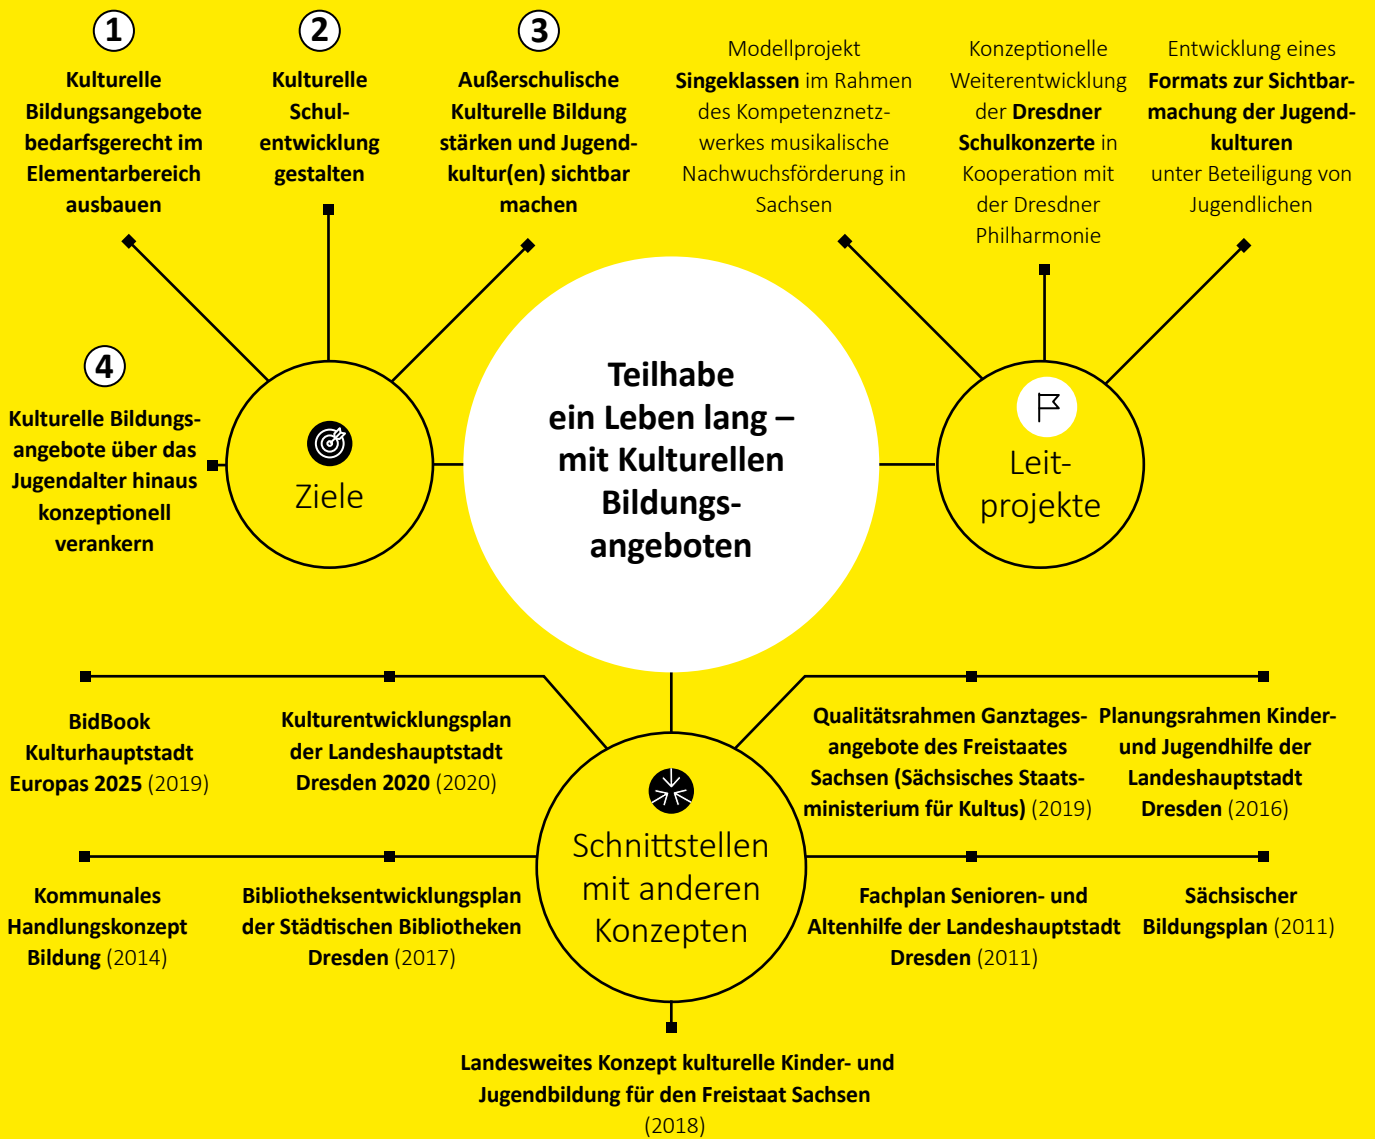 1
Kulturelle
Bildungsangebote
bedarfsgerecht im
Elementarbereich
ausbauen
2
Kulturelle
Schul-
entwicklung
gestalten
3
Außerschulische
Kulturelle Bildung
stärken und Jugend-
kultur(en) sichtbar
machen
Modellprojekt
Singeklassen im Rahmen
des Kompetenznetz-
werkes musikalische
Nachwuchsförderung in
Sachsen
Konzeptionelle
Weiterentwicklung
der Dresdner
Schulkonzerte in
Kooperation mit
der Dresdner
Philharmonie
Entwicklung eines
Formats zur Sichtbar-
machung der Jugend-
kulturen
unter Beteiligung von
Jugendlichen
4
Kulturelle Bildungs-
angebote über das
Jugendalter hinaus
konzeptionell
verankern
Ziele
Teilhabe
ein Leben lang –
mit Kulturellen
Bildungs-
angeboten
Leit-
projekte
BidBook
Kulturhauptstadt
Europas 2025 (2019)
Kulturentwicklungsplan
der Landeshauptstadt
Dresden 2020 (2020)
Qualitätsrahmen Ganztages-
angebote des Freistaates
Sachsen (Sächsisches Staats-
ministerium für Kultus) (2019)
Planungsrahmen Kinder-
und Jugendhilfe der
Landeshauptstadt
Dresden (2016)
Schnittstellen
mit anderen
Konzepten
Kommunales
Handlungskonzept
Bildung (2014)
Bibliotheksentwicklungsplan
der Städtischen Bibliotheken
Dresden (2017)
Fachplan Senioren- und
Altenhilfe der Landeshauptstadt
Dresden (2011)
Sächsischer
Bildungsplan (2011)
Landesweites Konzept kulturelle Kinder- und
Jugendbildung für den Freistaat Sachsen
(2018)